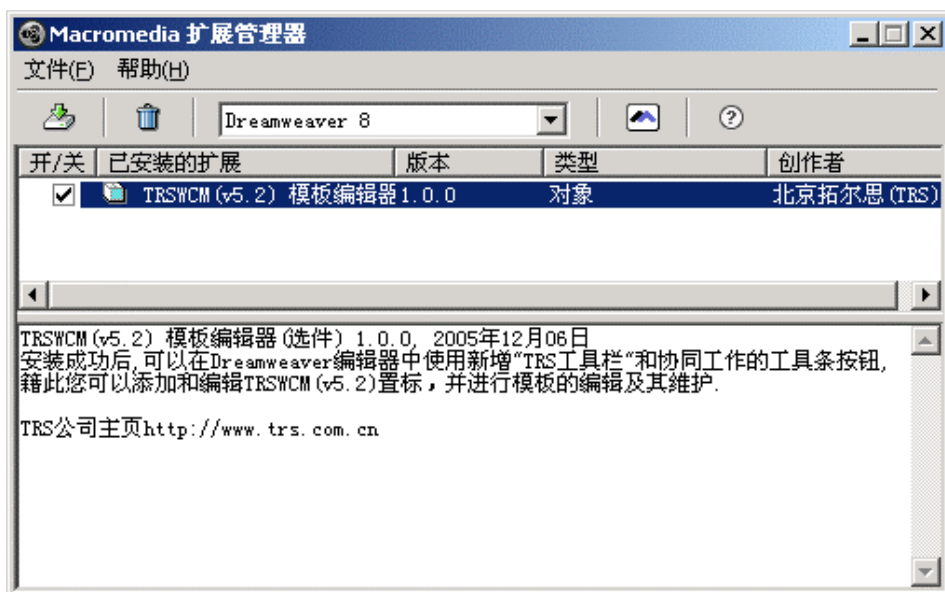 Macromedia 扩展管理器
文件(F) 帮助(H)
Dreamweaver 8
开/关 已安装的扩展 版本 类型 创作者
TRSWCM(v5.2) 模板编辑器1.0.0 对象 北京拓尔思(TRS)
TRSWCM(v5.2) 模板编辑器(选件) 1.0.0, 2005年12月06日
安装成功后,可以在Dreamweaver编辑器中使用新增“TRS工具栏”和协同工作的工具条按钮,
籍此您可以添加和编辑TRSWCM(v5.2)置标，并进行模板的编辑及其维护.
TRS公司主页http://www.trs.com.cn